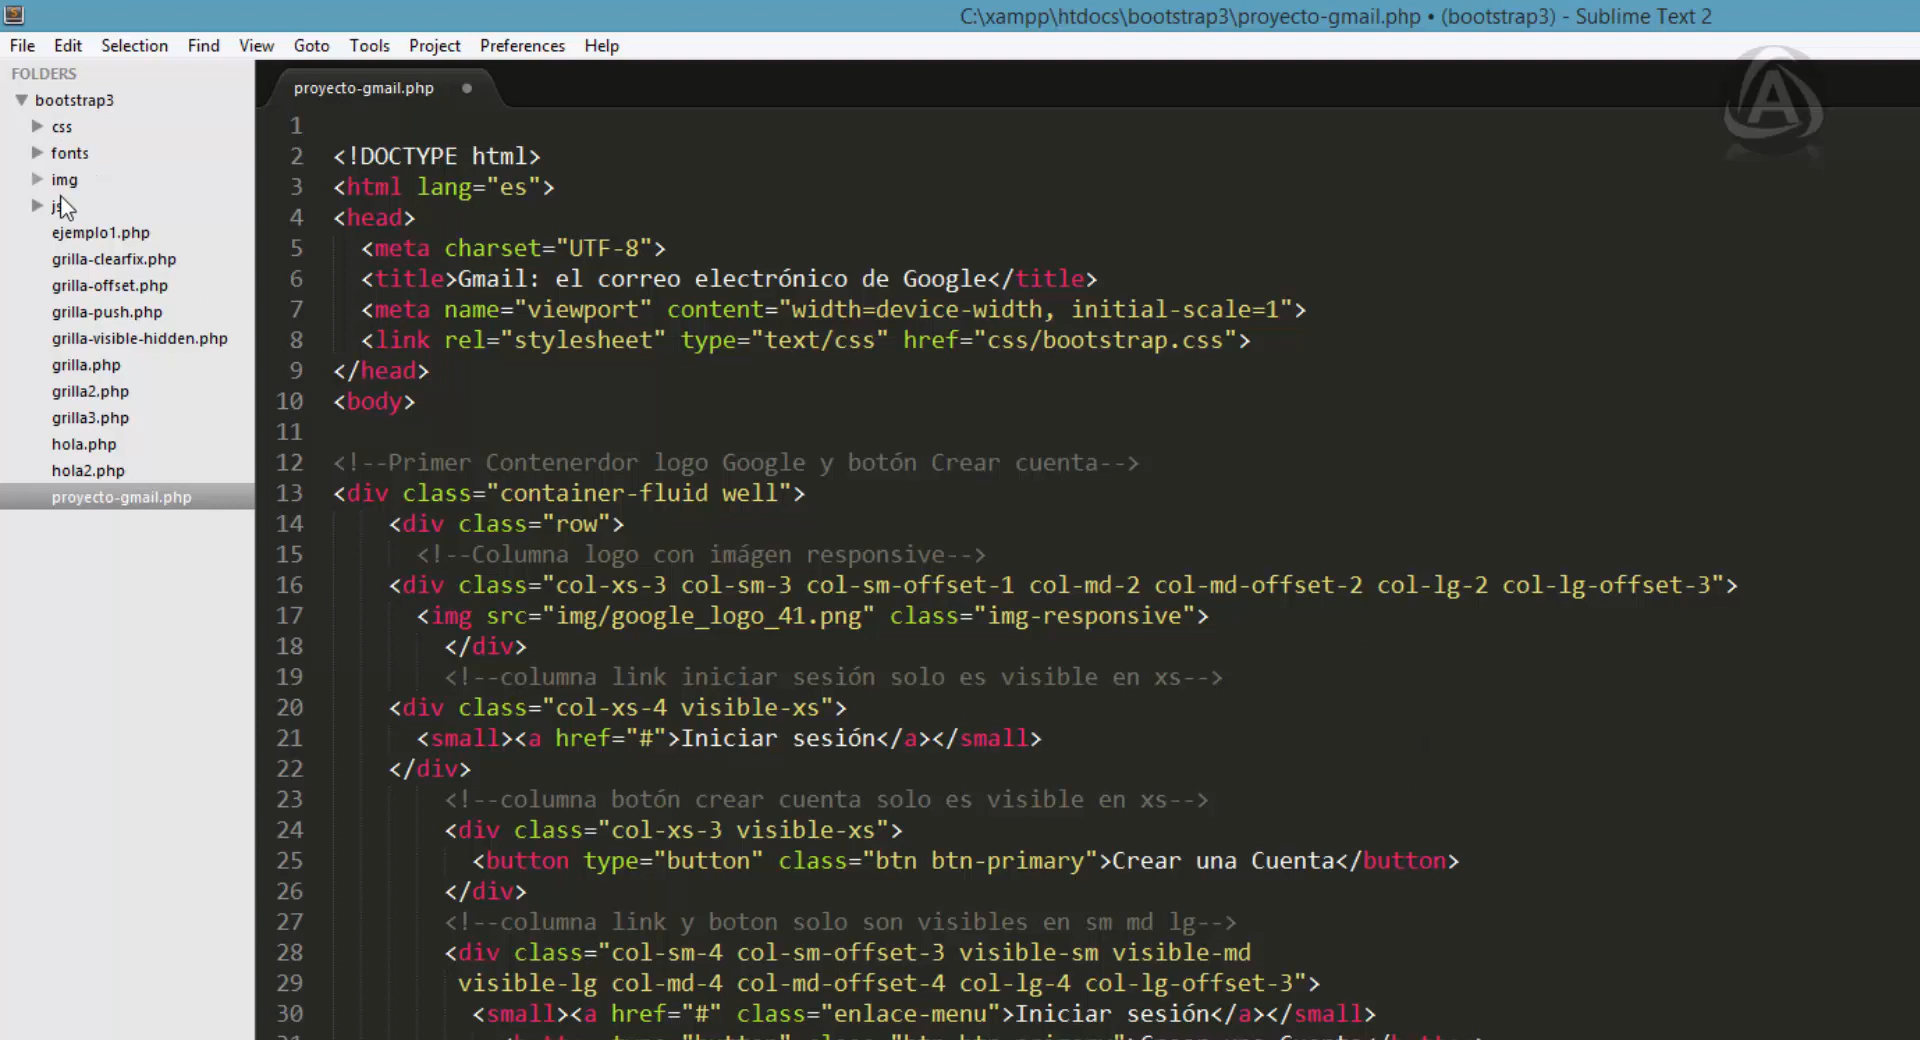 C:\xampp\htdocs\bootstrap3\proyecto-gmail.php • (bootstrap3) - Sublime Text 2
File Edit Selection Find View Goto Tools Project Preferences Help
FOLDERS
bootstrap3
css
fonts
img
js
ejemplo1.php
grilla-clearfix.php
grilla-offset.php
grilla-push.php
grilla-visible-hidden.php
grilla.php
grilla2.php
grilla3.php
hola.php
hola2.php
proyecto-gmail.php
proyecto-gmail.php
1
2 <!DOCTYPE html>
3 <html lang="es">
4 <head>
5 <meta charset="UTF-8">
6 <title>Gmail: el correo electrónico de Google</title>
7 <meta name="viewport" content="width=device-width, initial-scale=1">
8 <link rel="stylesheet" type="text/css" href="css/bootstrap.css">
9 </head>
10 <body>
11
12 <!--Primer Contenerdor logo Google y botón Crear cuenta-->
13 <div class="container-fluid well">
14 <div class="row">
15 <!--Columna logo con imágen responsive-->
16 <div class="col-xs-3 col-sm-3 col-sm-offset-1 col-md-2 col-md-offset-2 col-lg-2 col-lg-offset-3">
17 <img src="img/google_logo_41.png" class="img-responsive">
18 </div>
19 <!--columna link iniciar sesión solo es visible en xs-->
20 <div class="col-xs-4 visible-xs">
21 <small><a href="#">Iniciar sesión</a></small>
22 </div>
23 <!--columna botón crear cuenta solo es visible en xs-->
24 <div class="col-xs-3 visible-xs">
25 <button type="button" class="btn btn-primary">Crear una Cuenta</button>
26 </div>
27 <!--columna link y boton solo son visibles en sm md lg-->
28 <div class="col-sm-4 col-sm-offset-3 visible-sm visible-md
29 visible-lg col-md-4 col-md-offset-4 col-lg-4 col-lg-offset-3">
30 <small><a href="#" class="enlace-menu">Iniciar sesión</a></small>